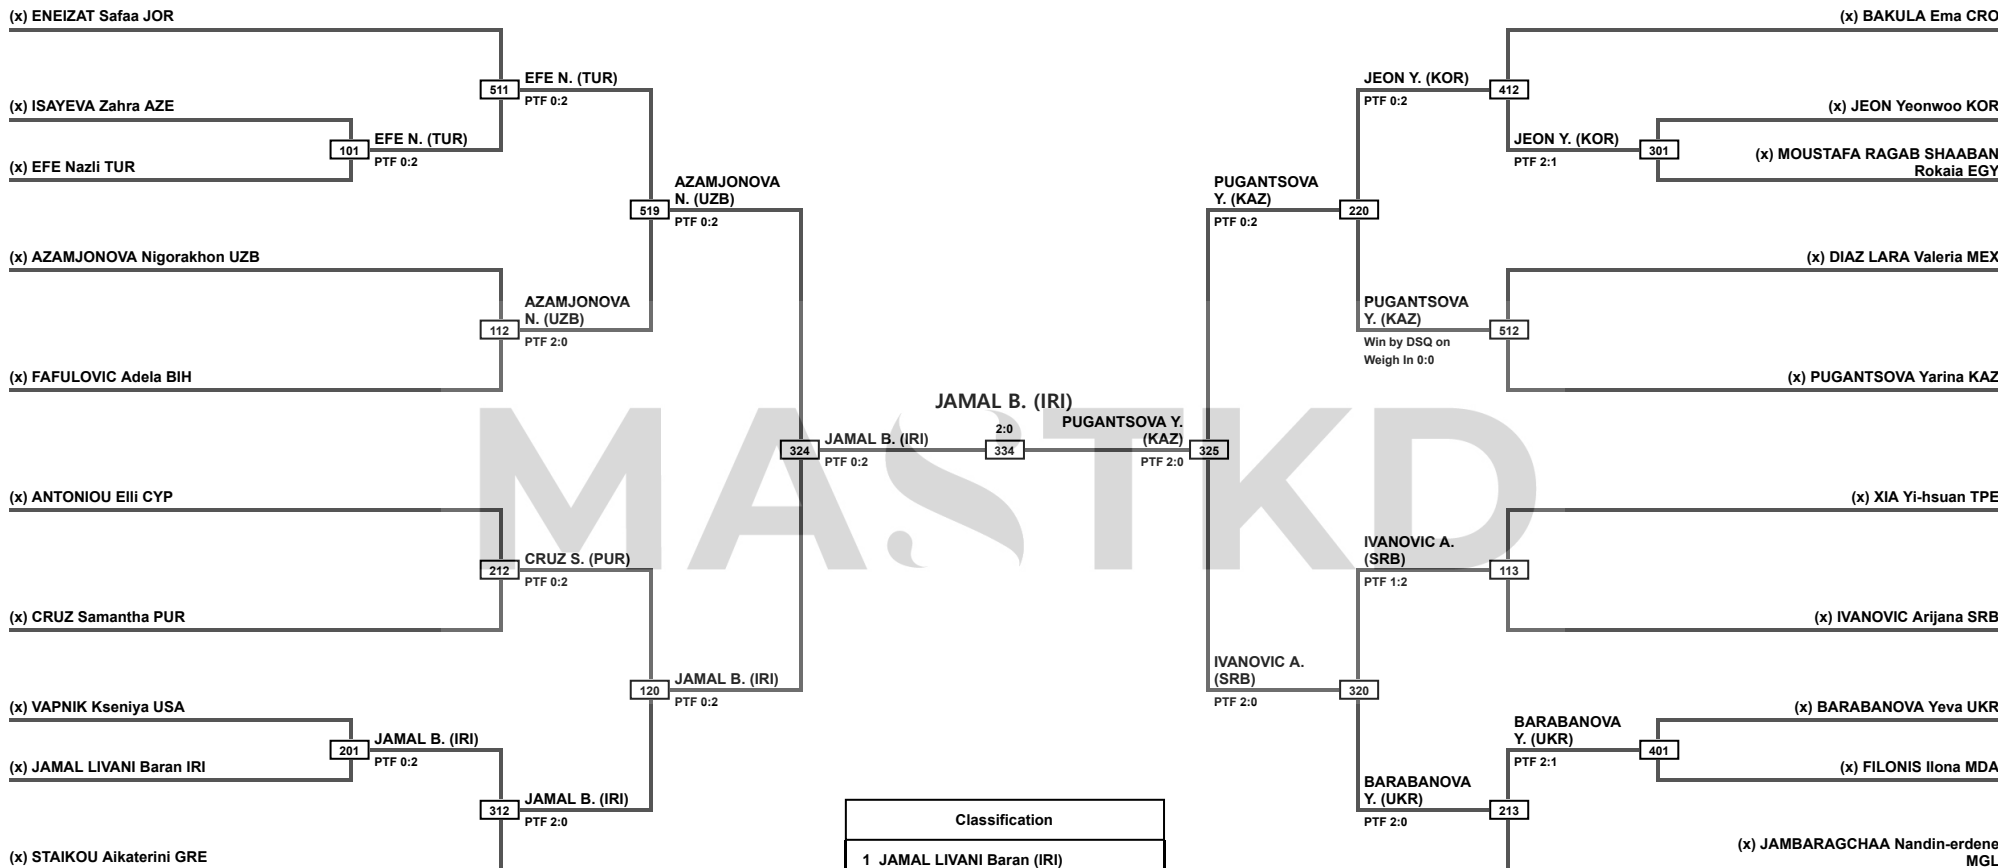 (x) ENEIZAT Safaa JOR
(x) BAKULA Ema CRO
511
EFE N. (TUR)
PTF 0:2
JEON Y. (KOR)
PTF 0:2
412
(x) ISAYEVA Zahra AZE
(x) JEON Yeonwoo KOR
101
EFE N. (TUR)
PTF 0:2
JEON Y. (KOR)
PTF 2:1
301
(x) EFE Nazli TUR
(x) MOUSTAFA RAGAB SHAABAN
Rokaia EGY
519
AZAMJONOVA
N. (UZB)
PTF 0:2
PUGANTSOVA
Y. (KAZ)
PTF 0:2
220
(x) AZAMJONOVA Nigorakhon UZB
(x) DIAZ LARA Valeria MEX
112
AZAMJONOVA
N. (UZB)
PTF 2:0
PUGANTSOVA
Y. (KAZ)
Win by DSQ on
Weigh In 0:0
512
(x) FAFULOVIC Adela BIH
(x) PUGANTSOVA Yarina KAZ
MASTKD
JAMAL B. (IRI)
2:0
334
324
JAMAL B. (IRI)
PTF 0:2
PUGANTSOVA Y.
(KAZ)
PTF 2:0
325
(x) ANTONIOU Elli CYP
(x) XIA Yi-hsuan TPE
212
CRUZ S. (PUR)
PTF 0:2
IVANOVIC A.
(SRB)
PTF 1:2
113
(x) CRUZ Samantha PUR
(x) IVANOVIC Arijana SRB
120
JAMAL B. (IRI)
PTF 0:2
IVANOVIC A.
(SRB)
PTF 2:0
320
(x) VAPNIK Kseniya USA
(x) BARABANOVA Yeva UKR
201
JAMAL B. (IRI)
PTF 0:2
BARABANOVA
Y. (UKR)
PTF 2:1
401
(x) JAMAL LIVANI Baran IRI
(x) FILONIS Ilona MDA
312
JAMAL B. (IRI)
PTF 2:0
BARABANOVA
Y. (UKR)
PTF 2:0
213
(x) STAIKOU Aikaterini GRE
(x) JAMBARAGCHAA Nandin-erdene
MGL
Classification
1 JAMAL LIVANI Baran (IRI)